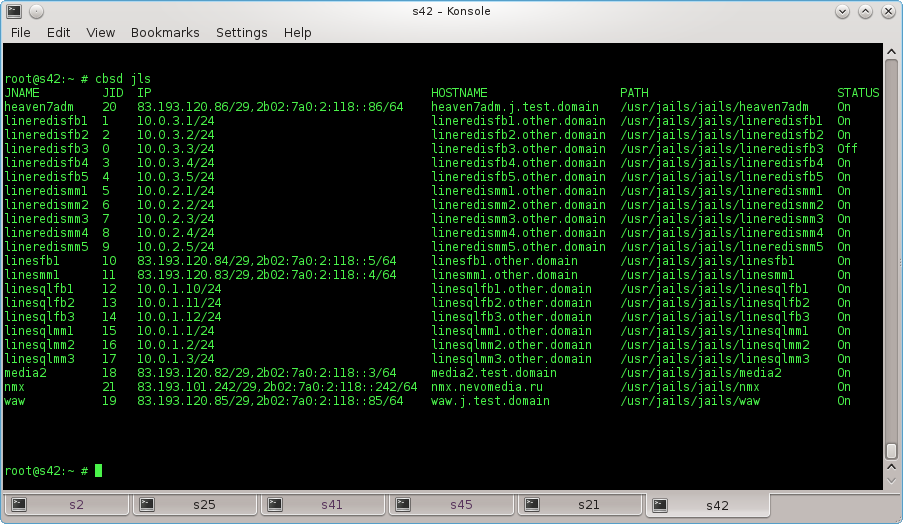 s42 – Konsole
File Edit View Bookmarks Settings Help
root@s42:~ # cbsd jls
JNAME JID IP HOSTNAME PATH STATUS
heaven7adm 20 83.193.120.86/29,2b02:7a0:2:118::86/64 heaven7adm.j.test.domain /usr/jails/jails/heaven7adm On
lineredisfb1 1 10.0.3.1/24 lineredisfb1.other.domain /usr/jails/jails/lineredisfb1 On
lineredisfb2 2 10.0.3.2/24 lineredisfb2.other.domain /usr/jails/jails/lineredisfb2 On
lineredisfb3 0 10.0.3.3/24 lineredisfb3.other.domain /usr/jails/jails/lineredisfb3 Off
lineredisfb4 3 10.0.3.4/24 lineredisfb4.other.domain /usr/jails/jails/lineredisfb4 On
lineredisfb5 4 10.0.3.5/24 lineredisfb5.other.domain /usr/jails/jails/lineredisfb5 On
lineredismm1 5 10.0.2.1/24 lineredismm1.other.domain /usr/jails/jails/lineredismm1 On
lineredismm2 6 10.0.2.2/24 lineredismm2.other.domain /usr/jails/jails/lineredismm2 On
lineredismm3 7 10.0.2.3/24 lineredismm3.other.domain /usr/jails/jails/lineredismm3 On
lineredismm4 8 10.0.2.4/24 lineredismm4.other.domain /usr/jails/jails/lineredismm4 On
lineredismm5 9 10.0.2.5/24 lineredismm5.other.domain /usr/jails/jails/lineredismm5 On
linesfb1 10 83.193.120.84/29,2b02:7a0:2:118::5/64 linesfb1.other.domain /usr/jails/jails/linesfb1 On
linesmm1 11 83.193.120.83/29,2b02:7a0:2:118::4/64 linesmm1.other.domain /usr/jails/jails/linesmm1 On
linesqlfb1 12 10.0.1.10/24 linesqlfb1.other.domain /usr/jails/jails/linesqlfb1 On
linesqlfb2 13 10.0.1.11/24 linesqlfb2.other.domain /usr/jails/jails/linesqlfb2 On
linesqlfb3 14 10.0.1.12/24 linesqlfb3.other.domain /usr/jails/jails/linesqlfb3 On
linesqlmm1 15 10.0.1.1/24 linesqlmm1.other.domain /usr/jails/jails/linesqlmm1 On
linesqlmm2 16 10.0.1.2/24 linesqlmm2.other.domain /usr/jails/jails/linesqlmm2 On
linesqlmm3 17 10.0.1.3/24 linesqlmm3.other.domain /usr/jails/jails/linesqlmm3 On
media2 18 83.193.120.82/29,2b02:7a0:2:118::3/64 media2.test.domain /usr/jails/jails/media2 On
nmx 21 83.193.101.242/29,2b02:7a0:2:118::242/64 nmx.nevomedia.ru /usr/jails/jails/nmx On
waw 19 83.193.120.85/29,2b02:7a0:2:118::85/64 waw.j.test.domain /usr/jails/jails/waw On
root@s42:~ #
s2 s25 s41 s45 s21 s42